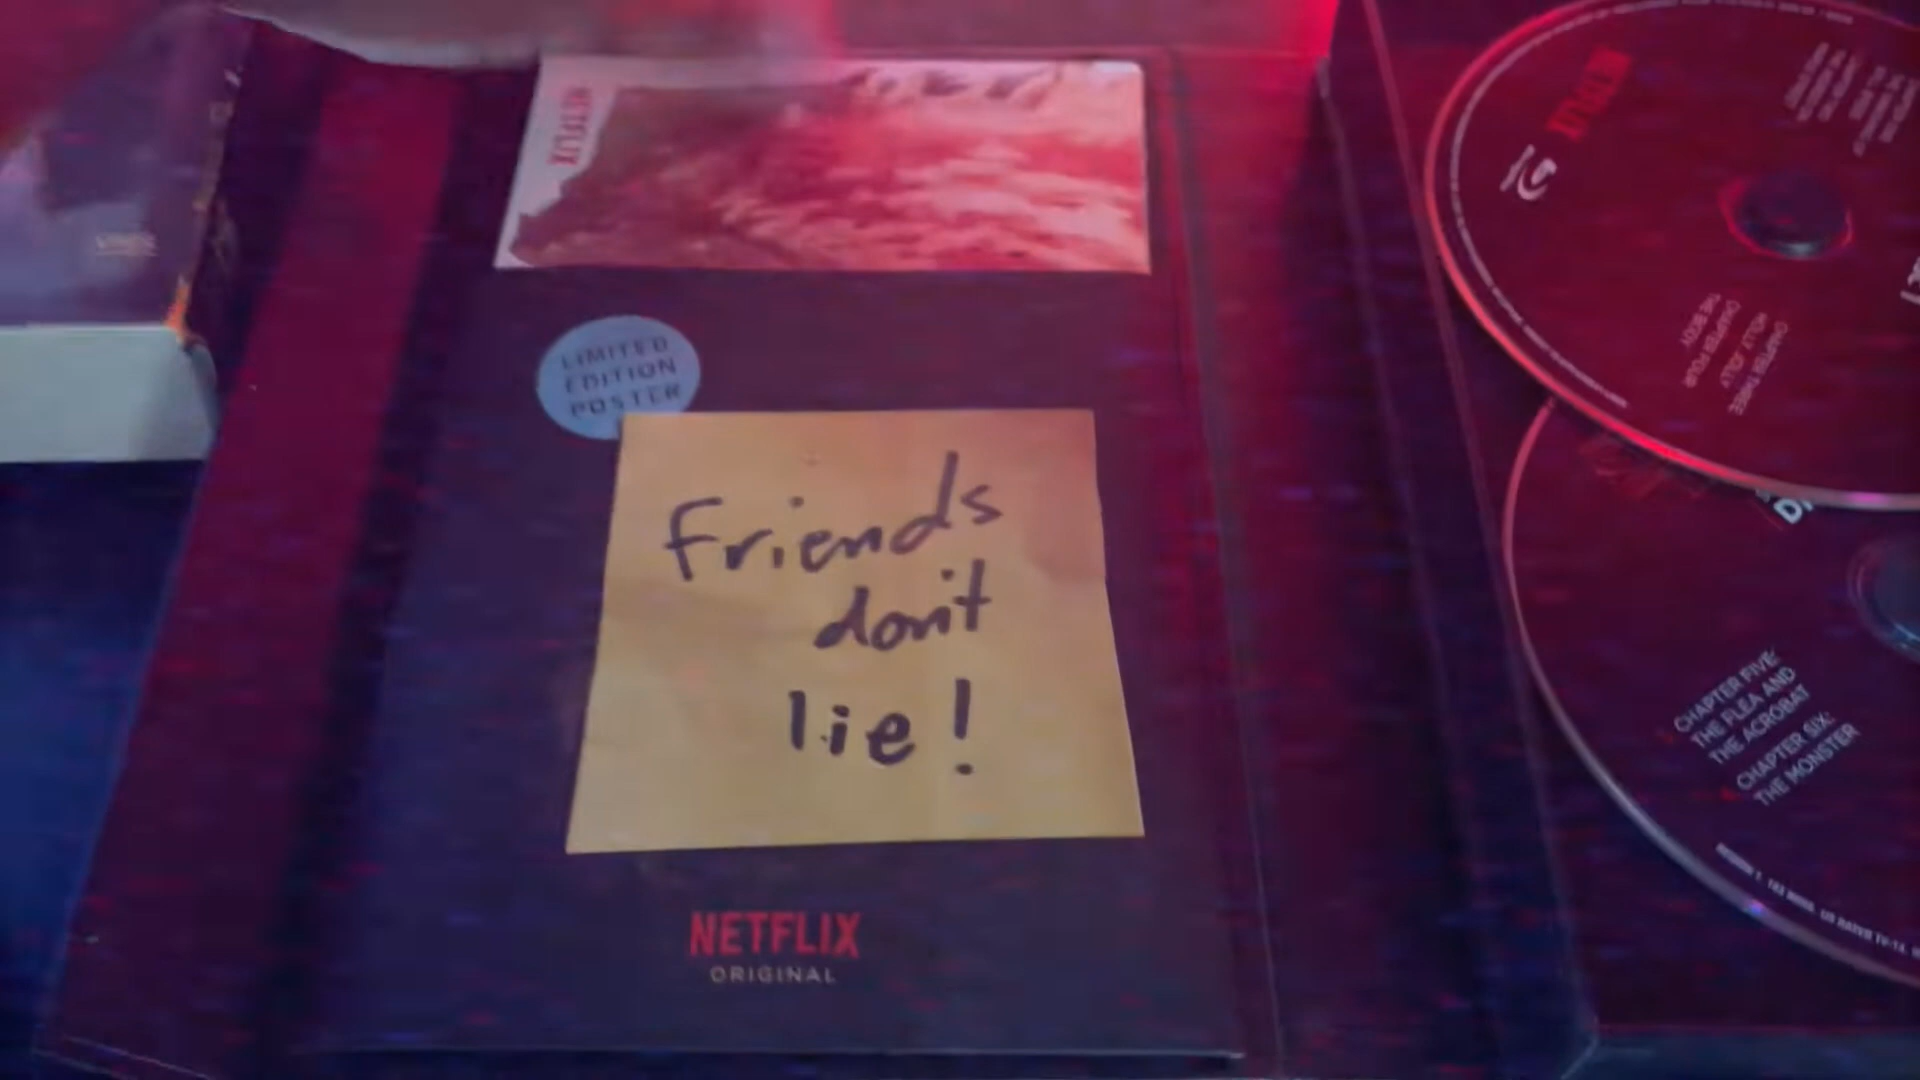 NETFLIX
LIMITED
EDITION
POSTER
Friends
don't
lie!
NETFLIX
ORIGINAL
NETFLIX
CHAPTER THREE
HOLLY, JOLLY
CHAPTER FOUR
THE BODY
CHAPTER FIVE:
THE FLEA AND
THE ACROBAT
CHAPTER SIX:
THE MONSTER